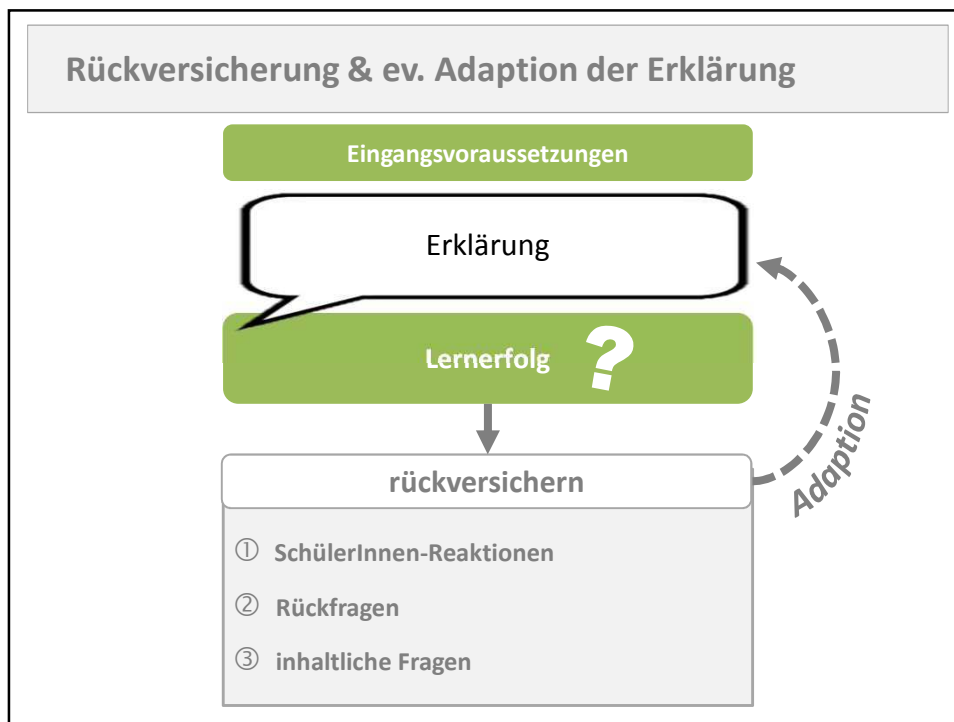 Rückversicherung & ev. Adaption der Erklärung
Eingangsvoraussetzungen
Erklärung
Lernerfolg ?
Adaption
rückversichern
① SchülerInnen-Reaktionen
② Rückfragen
③ inhaltliche Fragen